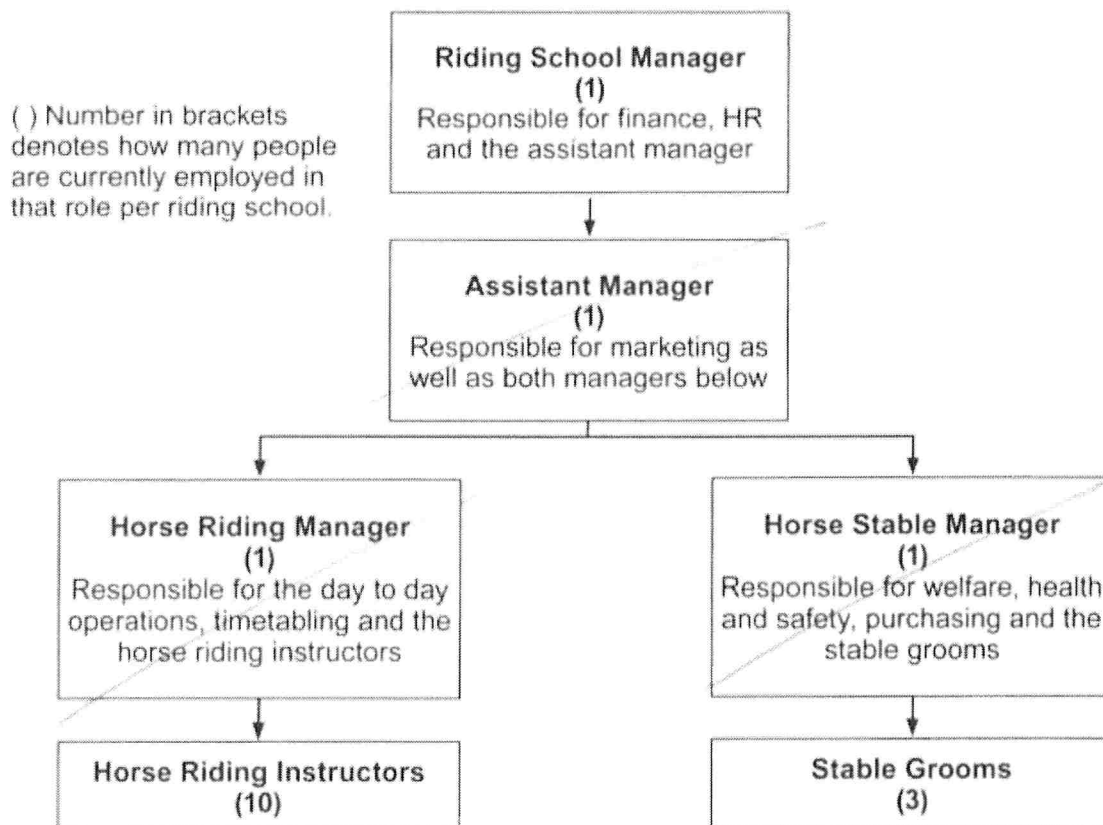 Riding School Manager
(1)
Responsible for finance, HR
and the assistant manager
( ) Number in brackets
denotes how many people
are currently employed in
that role per riding school.
Assistant Manager
(1)
Responsible for marketing as
well as both managers below
Horse Riding Manager
(1)
Responsible for the day to day
operations, timetabling and the
horse riding instructors
Horse Stable Manager
(1)
Responsible for welfare, health
and safety, purchasing and the
stable grooms
Horse Riding Instructors
(10)
Stable Grooms
(3)